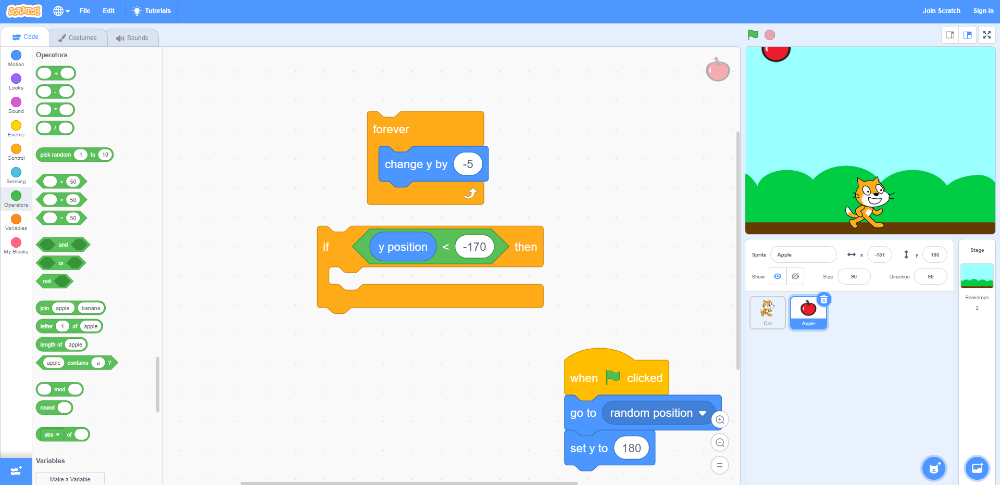 SCRATCH
File
Edit
Tutorials
Join Scratch
Sign in
Code
Costumes
Sounds
Motion
Looks
Sound
Events
Control
Sensing
Operators
Variables
My Blocks
Operators
+
-
*
/
pick random 1 to 10
> 50
< 50
= 50
and
or
not
join apple banana
letter 1 of apple
length of apple
apple contains a ?
mod
round
abs of
Variables
Make a Variable
forever
change y by -5
if y position < -170 then
when clicked
go to random position
set y to 180
=
Sprite Apple x -181 y 180
Show Size 90 Direction 90
Cat
Apple
Stage
Backdrops
2